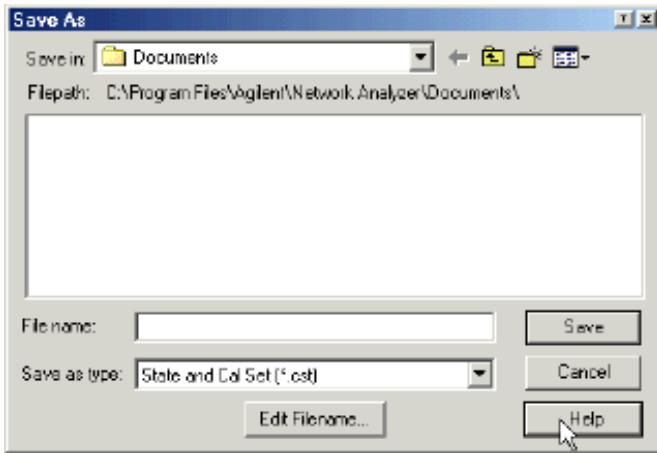 Save As
Save in: Documents
Filepath: C:\Program Files\Agilent\Network Analyzer\Documents\
File name:
Save
Save as type: State and Cal Set (*.cst)
Cancel
Edit Filename...
Help